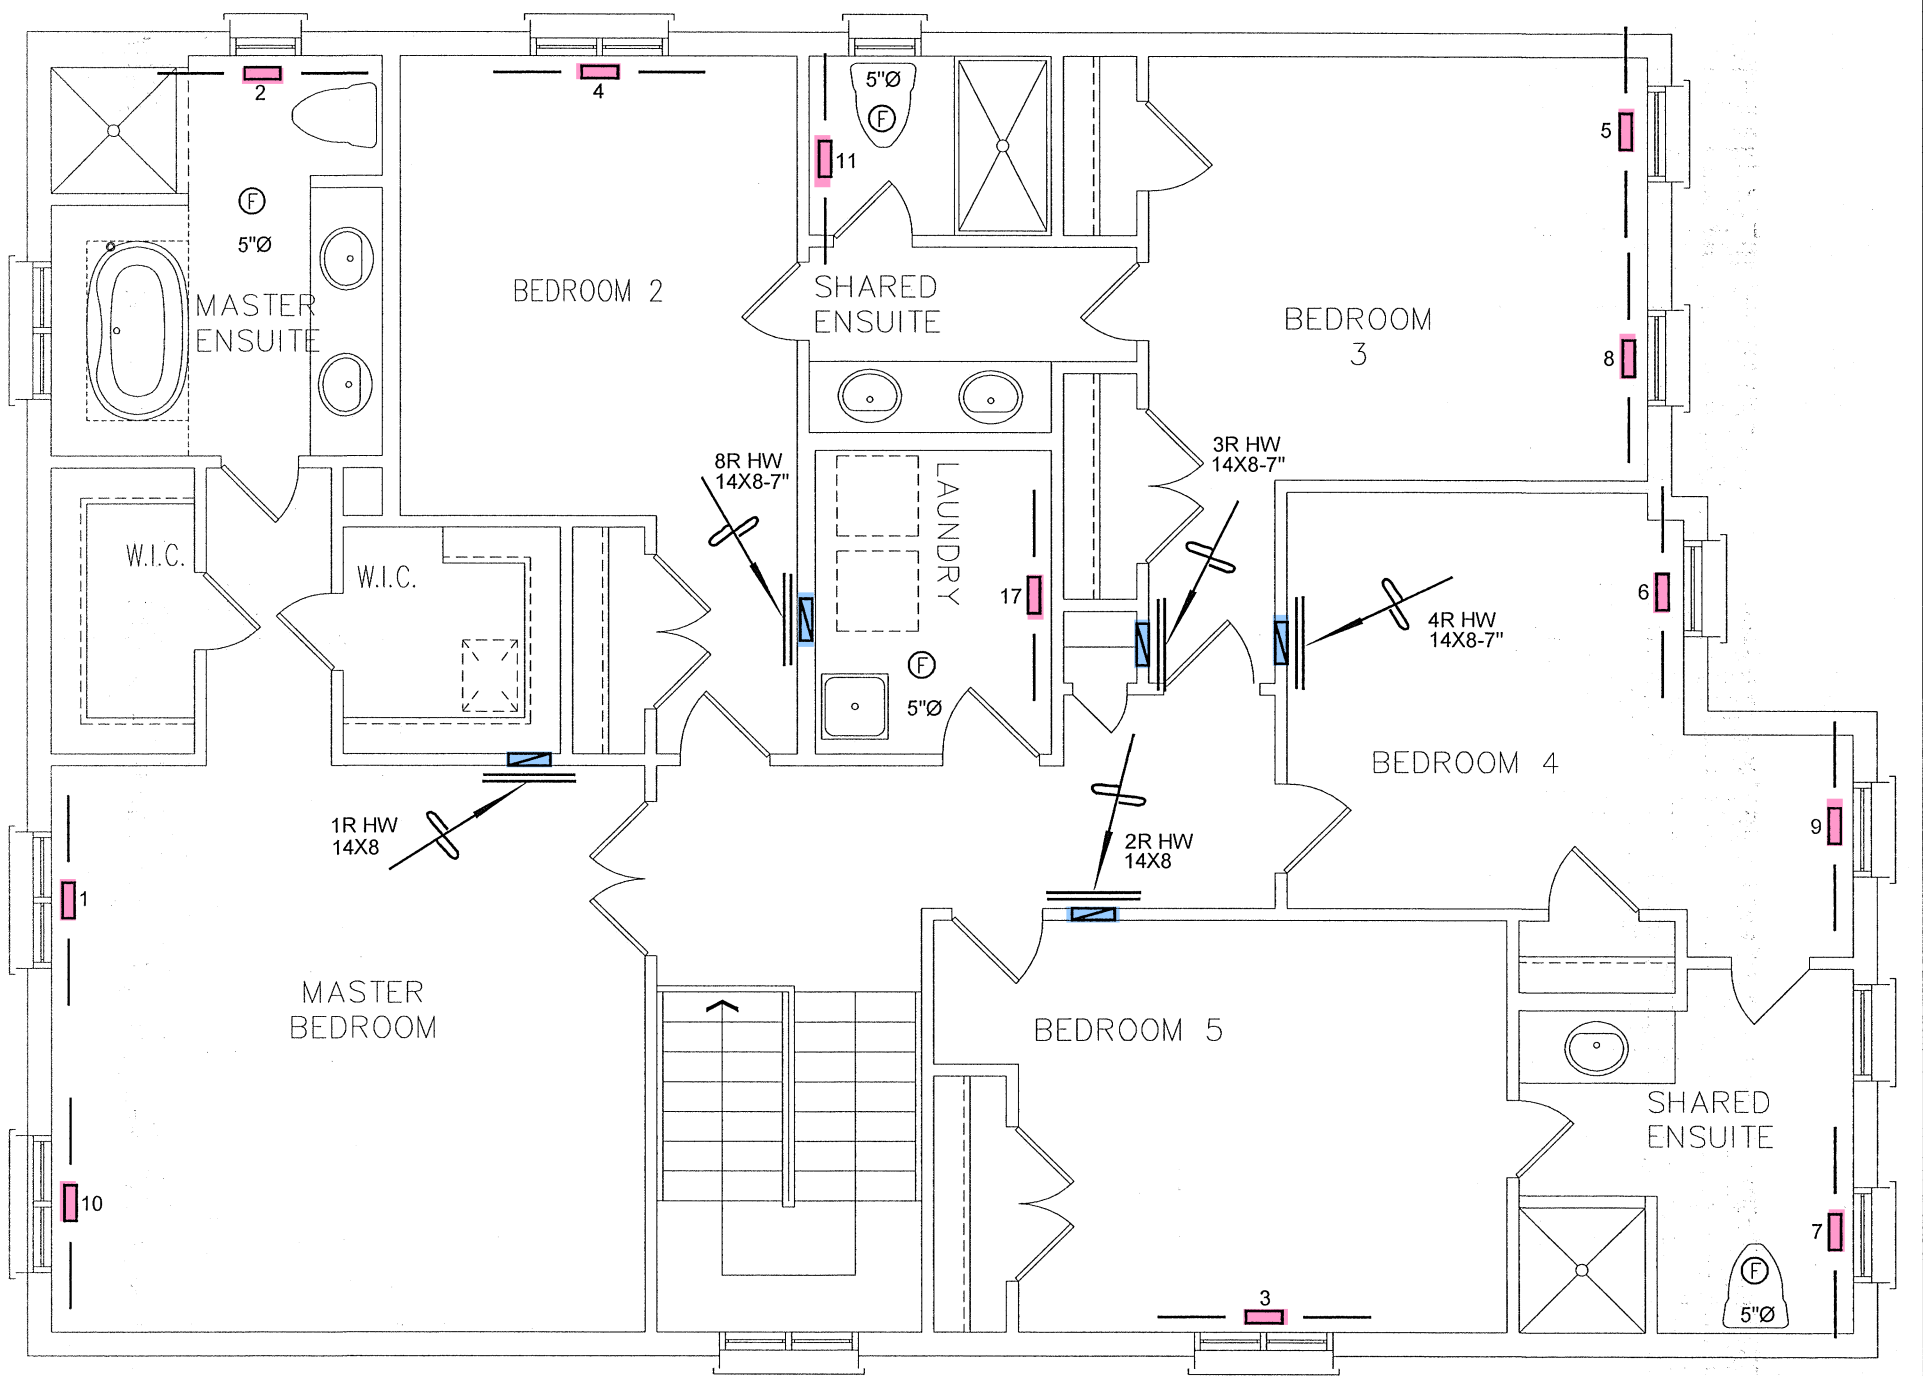 2
4
5"Ø
F
11
5
F
5"Ø
MASTER
ENSUITE
BEDROOM 2
SHARED
ENSUITE
BEDROOM
3
8
8R HW
14X8-7"
LAUNDRY
3R HW
14X8-7"
W.I.C.
W.I.C.
17
6
4R HW
14X8-7"
F
5"Ø
BEDROOM 4
1R HW
14X8
2R HW
14X8
9
1
MASTER
BEDROOM
BEDROOM 5
SHARED
ENSUITE
10
7
F
5"Ø
3